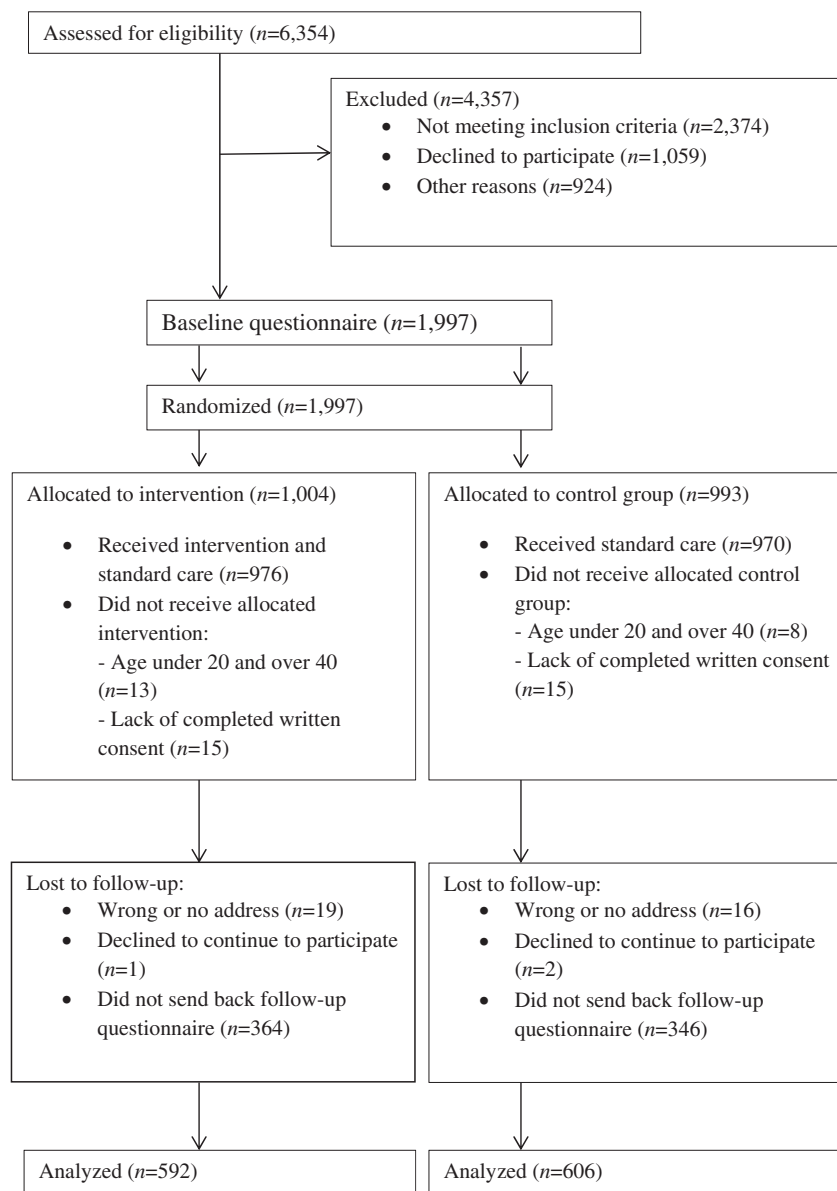 Assessed for eligibility (n=6,354)
Excluded (n=4,357)
• Not meeting inclusion criteria (n=2,374)
• Declined to participate (n=1,059)
• Other reasons (n=924)
Baseline questionnaire (n=1,997)
Randomized (n=1,997)
Allocated to intervention (n=1,004)
• Received intervention and
standard care (n=976)
• Did not receive allocated
intervention:
- Age under 20 and over 40
(n=13)
- Lack of completed written
consent (n=15)
Allocated to control group (n=993)
• Received standard care (n=970)
• Did not receive allocated control
group:
- Age under 20 and over 40 (n=8)
- Lack of completed written consent
(n=15)
Lost to follow-up:
• Wrong or no address (n=19)
• Declined to continue to participate
(n=1)
• Did not send back follow-up
questionnaire (n=364)
Lost to follow-up:
• Wrong or no address (n=16)
• Declined to continue to participate
(n=2)
• Did not send back follow-up
questionnaire (n=346)
Analyzed (n=592)
Analyzed (n=606)